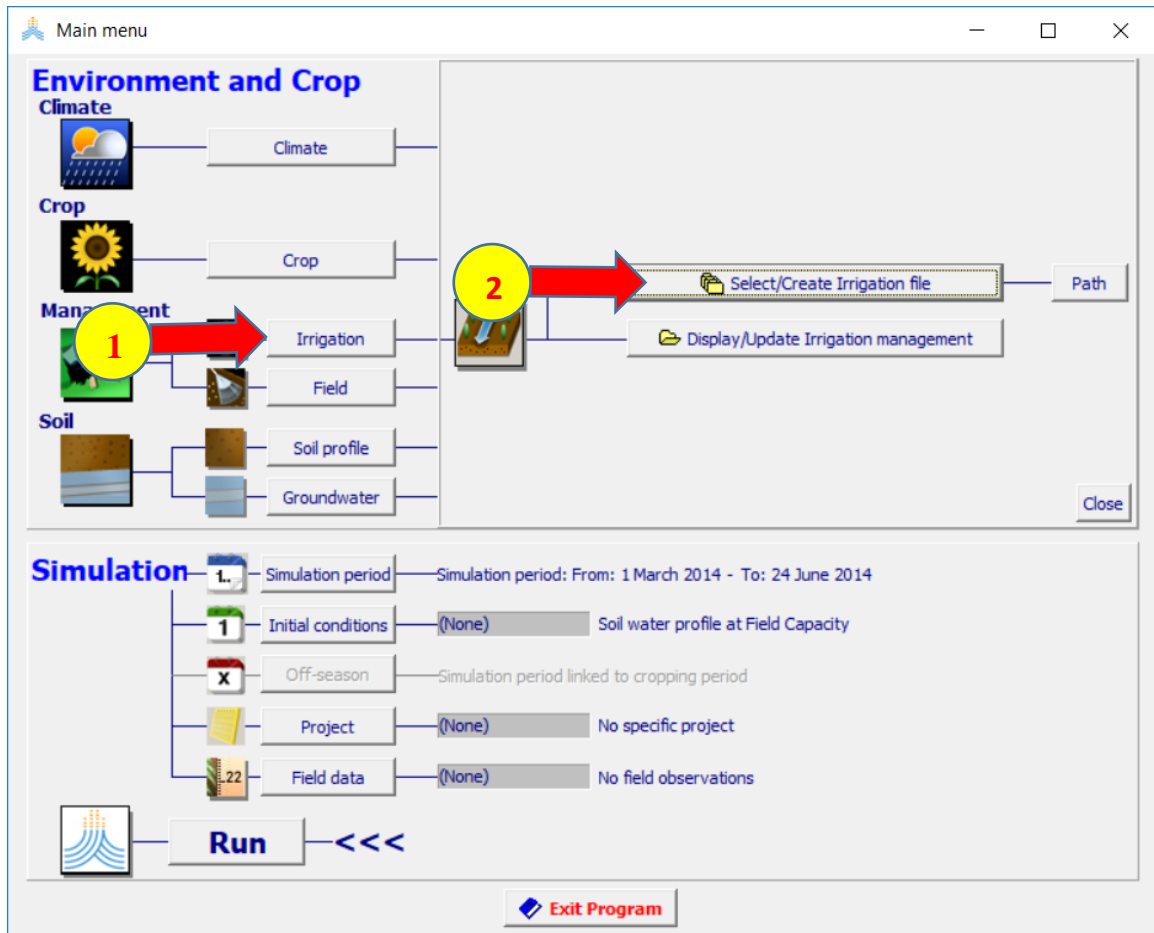 Main menu
Environment and Crop
Climate
Climate
Crop
Crop
2
Select/Create Irrigation file
Path
Management
1
Irrigation
Display/Update Irrigation management
Field
Soil
Soil profile
Groundwater
Close
Simulation
1..
Simulation period
Simulation period: From: 1 March 2014 - To: 24 June 2014
1
Initial conditions
(None)
Soil water profile at Field Capacity
X
Off-season
Simulation period linked to cropping period
Project
(None)
No specific project
..22
Field data
(None)
No field observations
Run
<<<
Exit Program